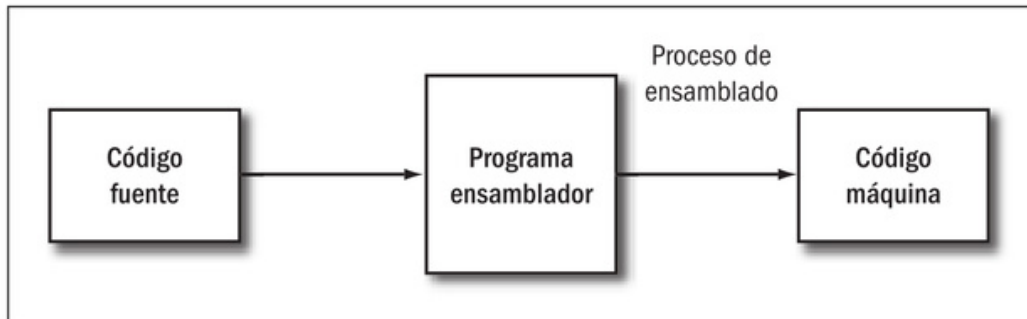 Código
fuente
Programa
ensamblador
Proceso de
ensamblado
Código
máquina